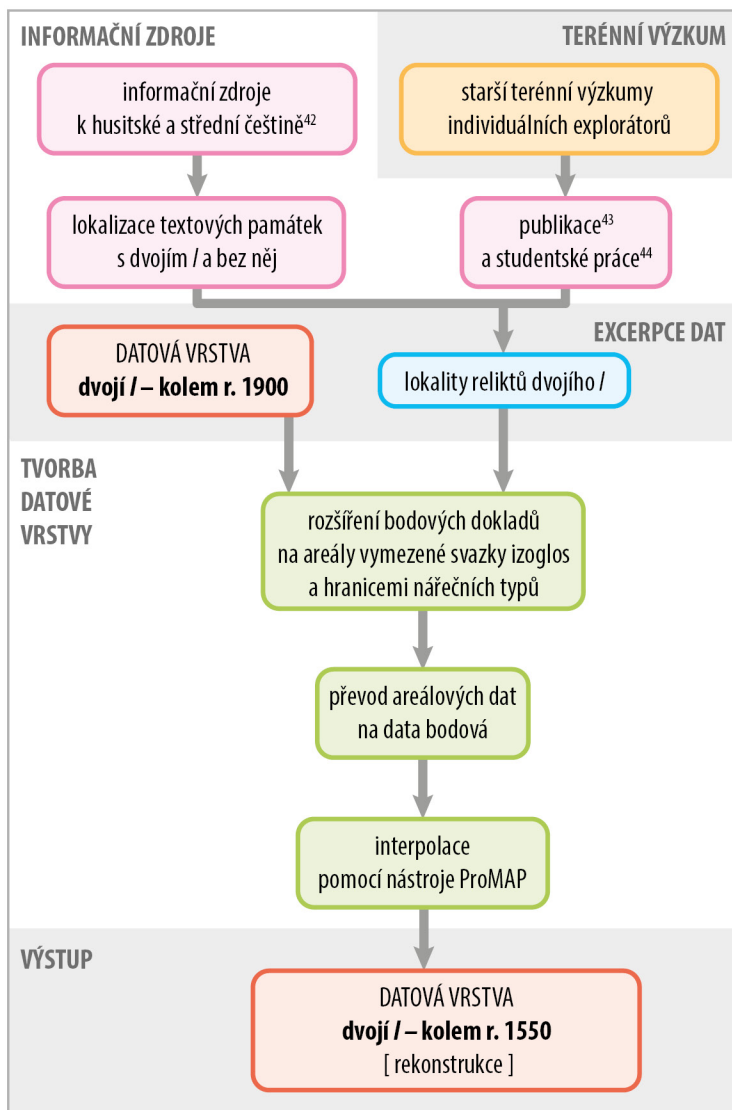 INFORMAČNÍ ZDROJE
TERÉNNÍ VÝZKUM
informační zdroje
k husitské a střední češtině⁴²
starší terénní výzkumy
individuálních explorátorů
lokalizace textových památek
s dvojím l a bez něj
publikace⁴³
a studentské práce⁴⁴
EXCERPCE DAT
DATOVÁ VRSTVA
dvojí l – kolem r. 1900
lokality reliktů dvojího l
TVORBA
DATOVÉ
VRSTVY
rozšíření bodových dokladů
na areály vymezené svazky izoglos
a hranicemi nářečních typů
převod areálových dat
na data bodová
interpolace
pomocí nástroje ProMAP
VÝSTUP
DATOVÁ VRSTVA
dvojí l – kolem r. 1550
[ rekonstrukce ]